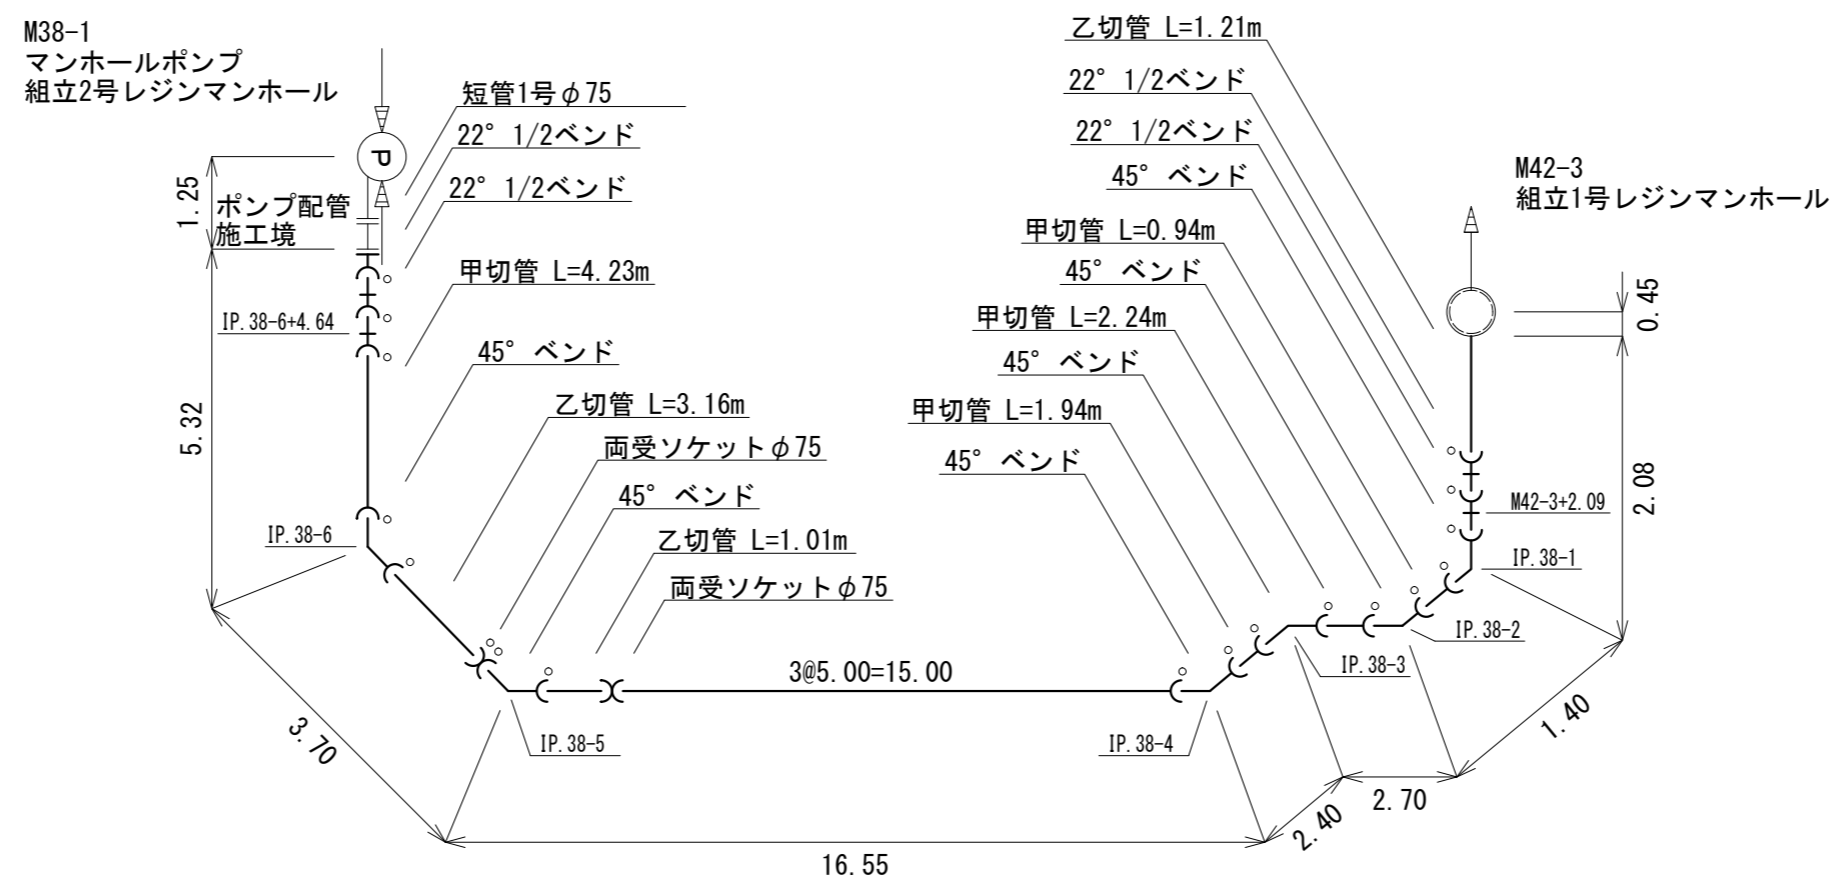 M38-1
マンホールポンプ
組立2号レジンマンホール
P
1.25
ポンプ配管
施工境
短管1号φ75
22° 1/2ベンド
22° 1/2ベンド
甲切管 L=4.23m
IP.38-6+4.64
45° ベンド
5.32
乙切管 L=3.16m
両受ソケットφ75
45° ベンド
乙切管 L=1.01m
両受ソケットφ75
IP.38-6
3.70
IP.38-5
3@5.00=15.00
16.55
乙切管 L=1.21m
22° 1/2ベンド
22° 1/2ベンド
45° ベンド
甲切管 L=0.94m
45° ベンド
甲切管 L=2.24m
45° ベンド
甲切管 L=1.94m
45° ベンド
M42-3
組立1号レジンマンホール
0.45
2.08
M42-3+2.09
IP.38-1
IP.38-2
IP.38-3
IP.38-4
1.40
2.70
2.40